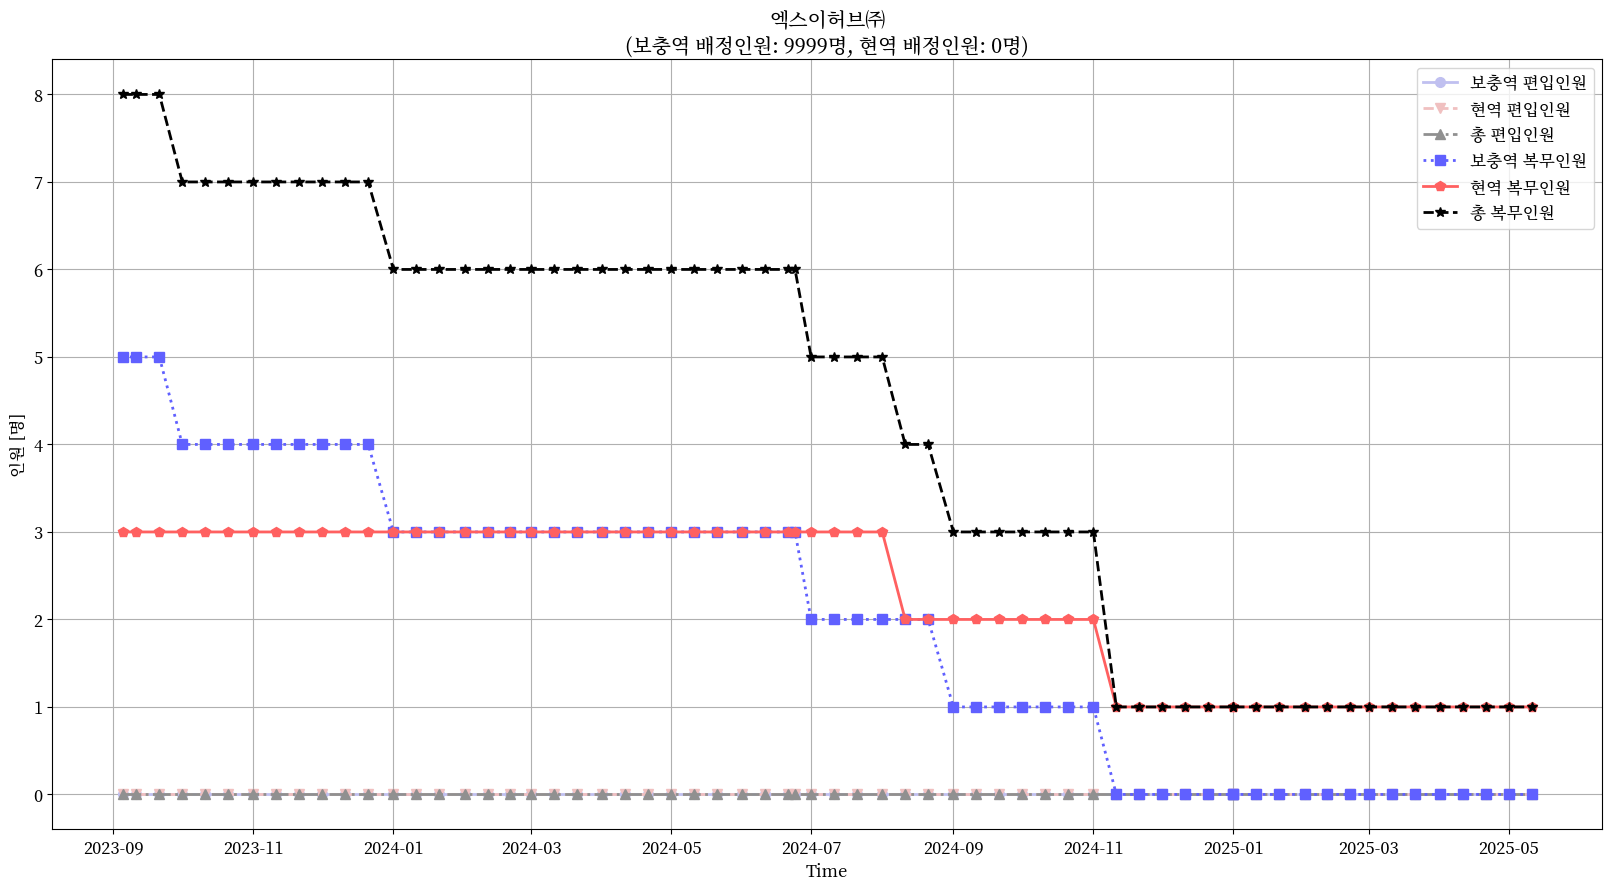 엑스이허브㈜
(보충역 배정인원: 9999명, 현역 배정인원: 0명)
보충역 편입인원
현역 편입인원
총 편입인원
보충역 복무인원
현역 복무인원
총 복무인원
인원 [명]
8
7
6
5
4
3
2
1
0
2023-09 2023-11 2024-01 2024-03 2024-05 2024-07 2024-09 2024-11 2025-01 2025-03 2025-05
Time